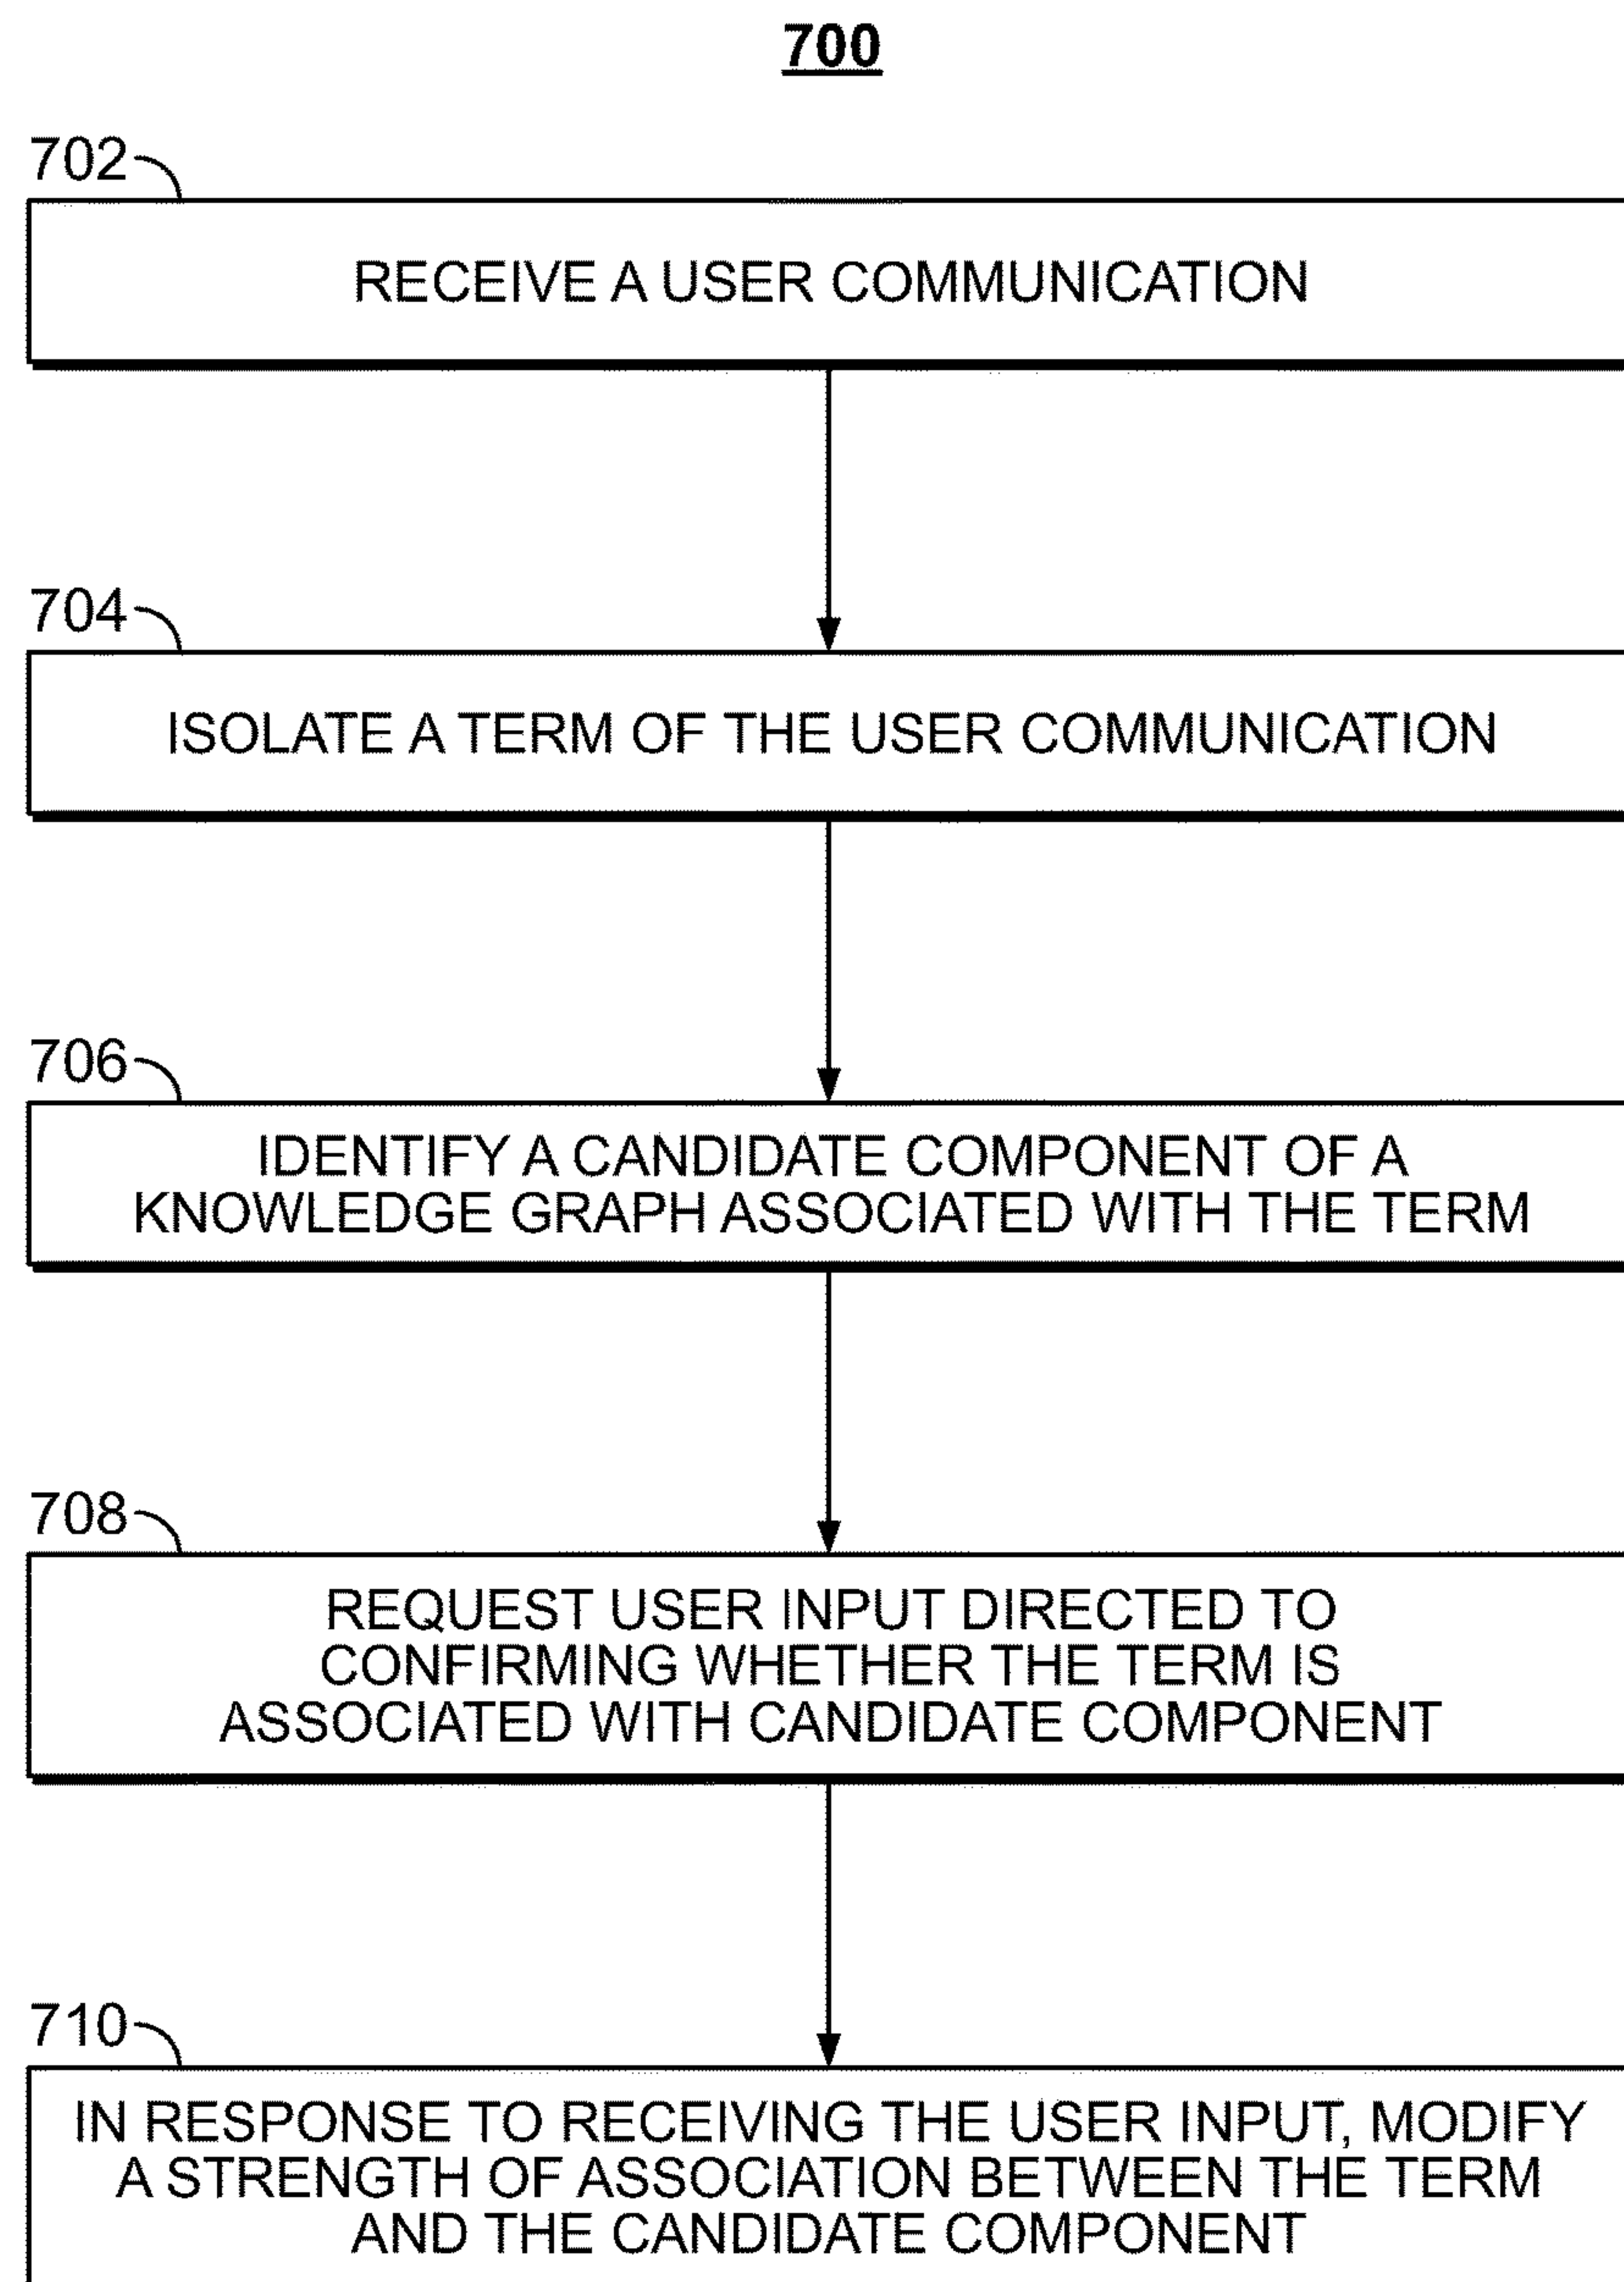 700
702
RECEIVE A USER COMMUNICATION
704
ISOLATE A TERM OF THE USER COMMUNICATION
706
IDENTIFY A CANDIDATE COMPONENT OF A
KNOWLEDGE GRAPH ASSOCIATED WITH THE TERM
708
REQUEST USER INPUT DIRECTED TO
CONFIRMING WHETHER THE TERM IS
ASSOCIATED WITH CANDIDATE COMPONENT
710
IN RESPONSE TO RECEIVING THE USER INPUT, MODIFY
A STRENGTH OF ASSOCIATION BETWEEN THE TERM
AND THE CANDIDATE COMPONENT